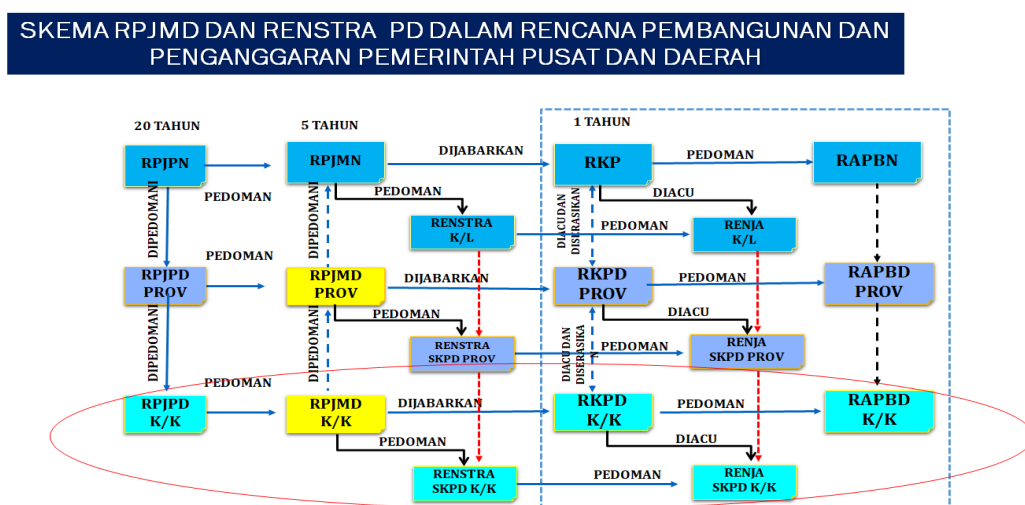 SKEMA RPJMD DAN RENSTRA PD DALAM RENCANA PEMBANGUNAN DAN
PENGANGGARAN PEMERINTAH PUSAT DAN DAERAH
20 TAHUN
5 TAHUN
1 TAHUN
RPJPN
PEDOMAN
RPJMN
DIJABARKAN
RKP
PEDOMAN
RAPBN
DIPEDOMANI
DIPEDOMANI
PEDOMAN
RENSTRA
K/L
PEDOMAN
DIACU DAN
DISERASIKAN
DIACU
RENJA
K/L
RPJPD
PROV
PEDOMAN
RPJMD
PROV
DIJABARKAN
RKPD
PROV
PEDOMAN
RAPBD
PROV
DIPEDOMANI
DIPEDOMANI
PEDOMAN
RENSTRA
SKPD PROV
PEDOMAN
DIACU DAN
DISERASIKA
N
DIACU
RENJA
SKPD PROV
RPJPD
K/K
PEDOMAN
RPJMD
K/K
DIJABARKAN
RKPD
K/K
PEDOMAN
RAPBD
K/K
PEDOMAN
RENSTRA
SKPD K/K
PEDOMAN
DIACU
RENJA
SKPD K/K